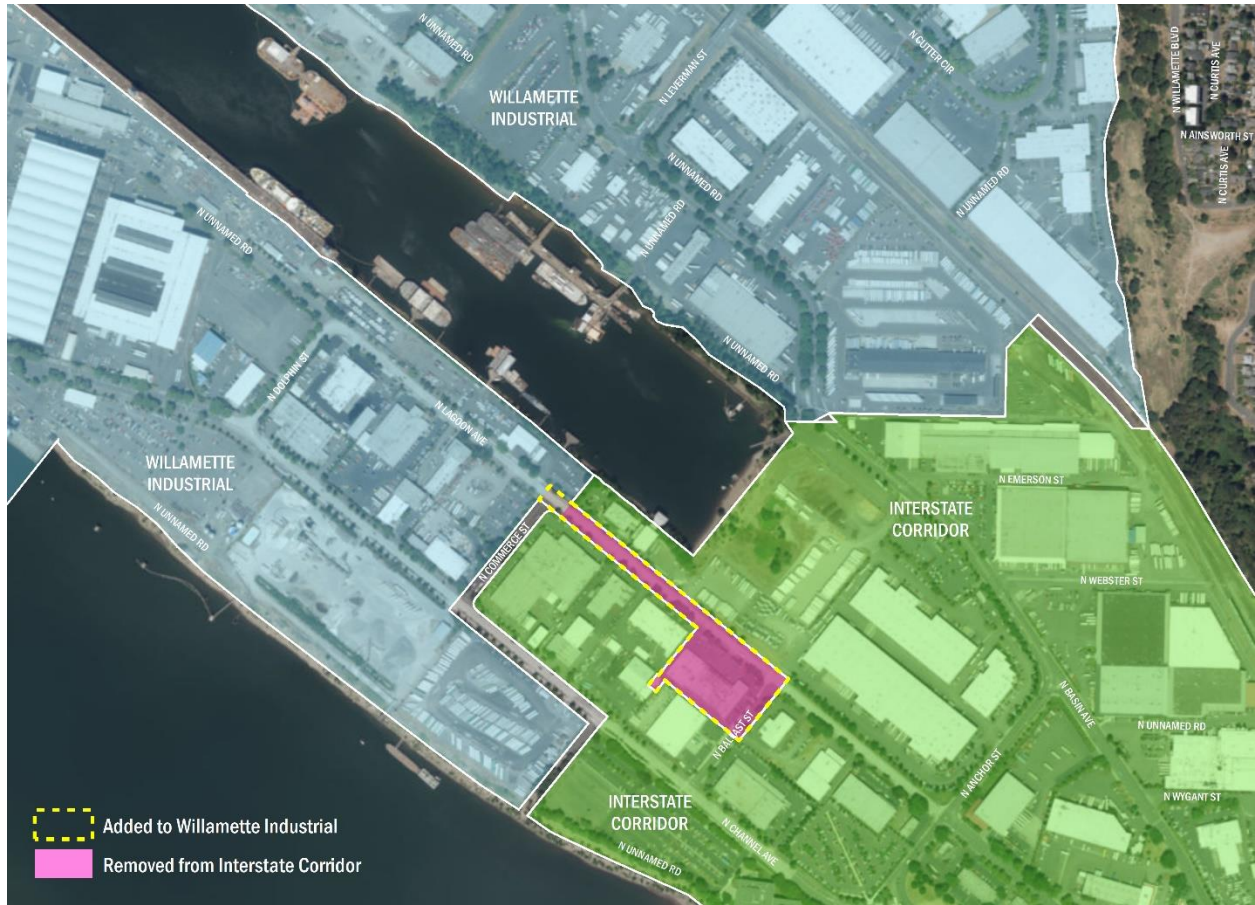 N UNNAMED RD
N CUTTER CIR
N LEVERMAN ST
N WILLAMETTE BLVD
N CURTIS AVE
N AINSWORTH ST
N CURTIS AVE
WILLAMETTE
INDUSTRIAL
N UNNAMED RD
N UNNAMED RD
N UNNAMED RD
N UNNAMED RD
N UNNAMED RD
N DOLPHIN ST
N LAGOON AVE
WILLAMETTE
INDUSTRIAL
N UNNAMED RD
N EMERSON ST
INTERSTATE
CORRIDOR
N COMMERCE ST
N WEBSTER ST
N BASIN AVE
N UNNAMED RD
N BALLAST ST
N ANCHOR ST
N WYGANT ST
INTERSTATE
CORRIDOR
N CHANNEL AVE
N UNNAMED RD
Added to Willamette Industrial
Removed from Interstate Corridor